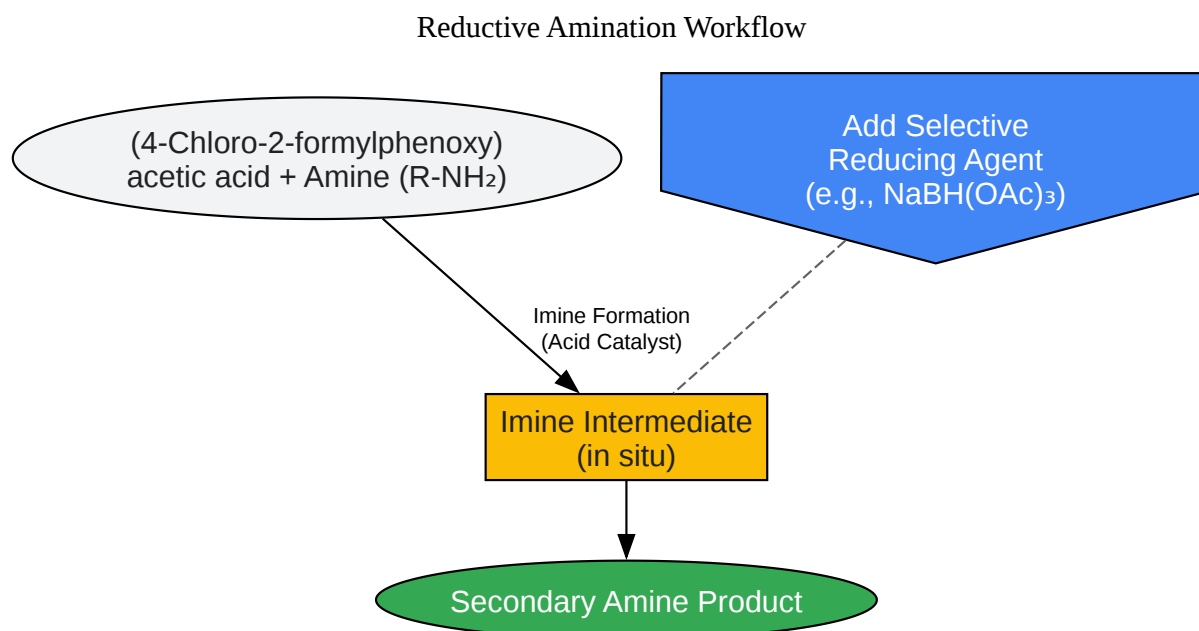 Reductive Amination Workflow
(4-Chloro-2-formylphenoxy)
acetic acid + Amine (R-NH₂)
Add Selective
Reducing Agent
(e.g., NaBH(OAc)₃)
Imine Formation
(Acid Catalyst)
Imine Intermediate
(in situ)
Secondary Amine Product